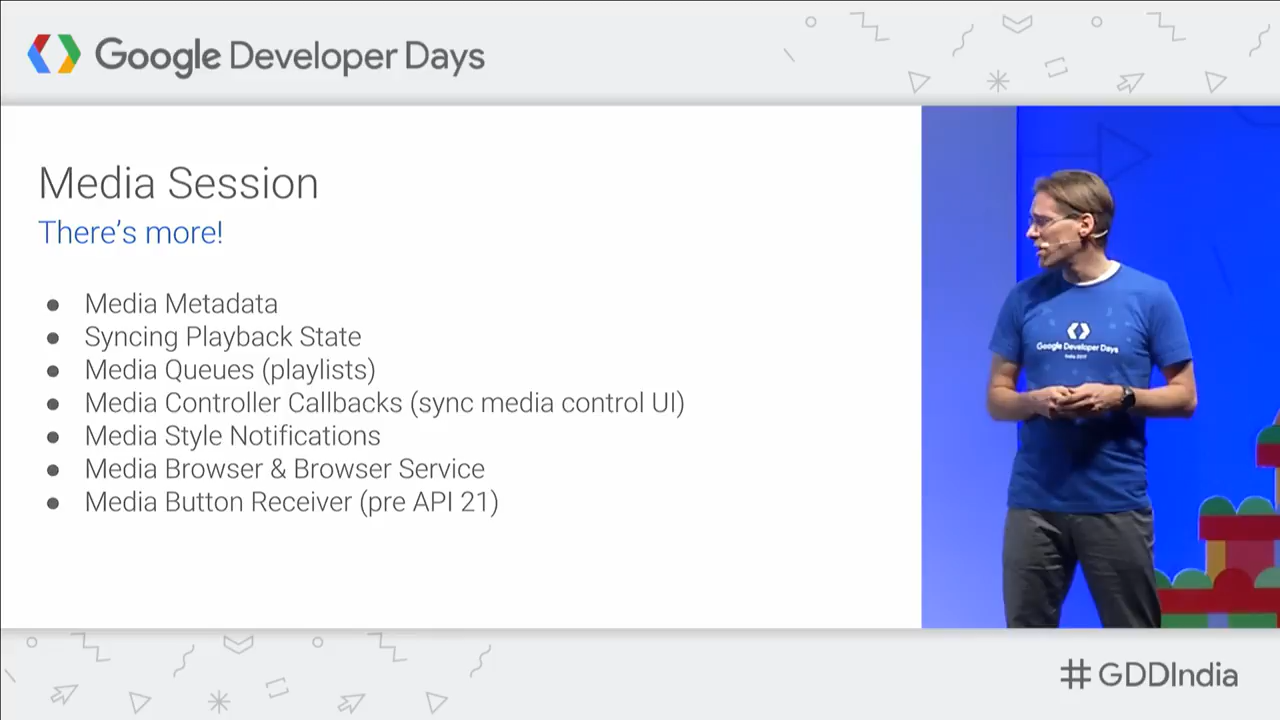 Google Developer Days
Media Session
There's more!
● Media Metadata
● Syncing Playback State
● Media Queues (playlists)
● Media Controller Callbacks (sync media control UI)
● Media Style Notifications
● Media Browser & Browser Service
● Media Button Receiver (pre API 21)
Google Developer Days
India 2017
#GDDIndia